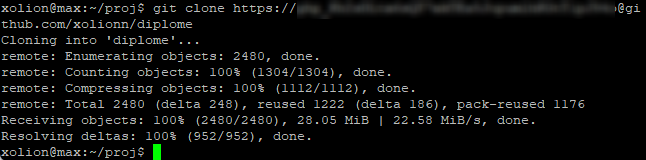 xolion@max:~/proj$ git clone https:// @gi
thub.com/xolionn/diplome
Cloning into 'diplome'...
remote: Enumerating objects: 2480, done.
remote: Counting objects: 100% (1304/1304), done.
remote: Compressing objects: 100% (1112/1112), done.
remote: Total 2480 (delta 248), reused 1222 (delta 186), pack-reused 1176
Receiving objects: 100% (2480/2480), 28.05 MiB | 22.58 MiB/s, done.
Resolving deltas: 100% (952/952), done.
xolion@max:~/proj$